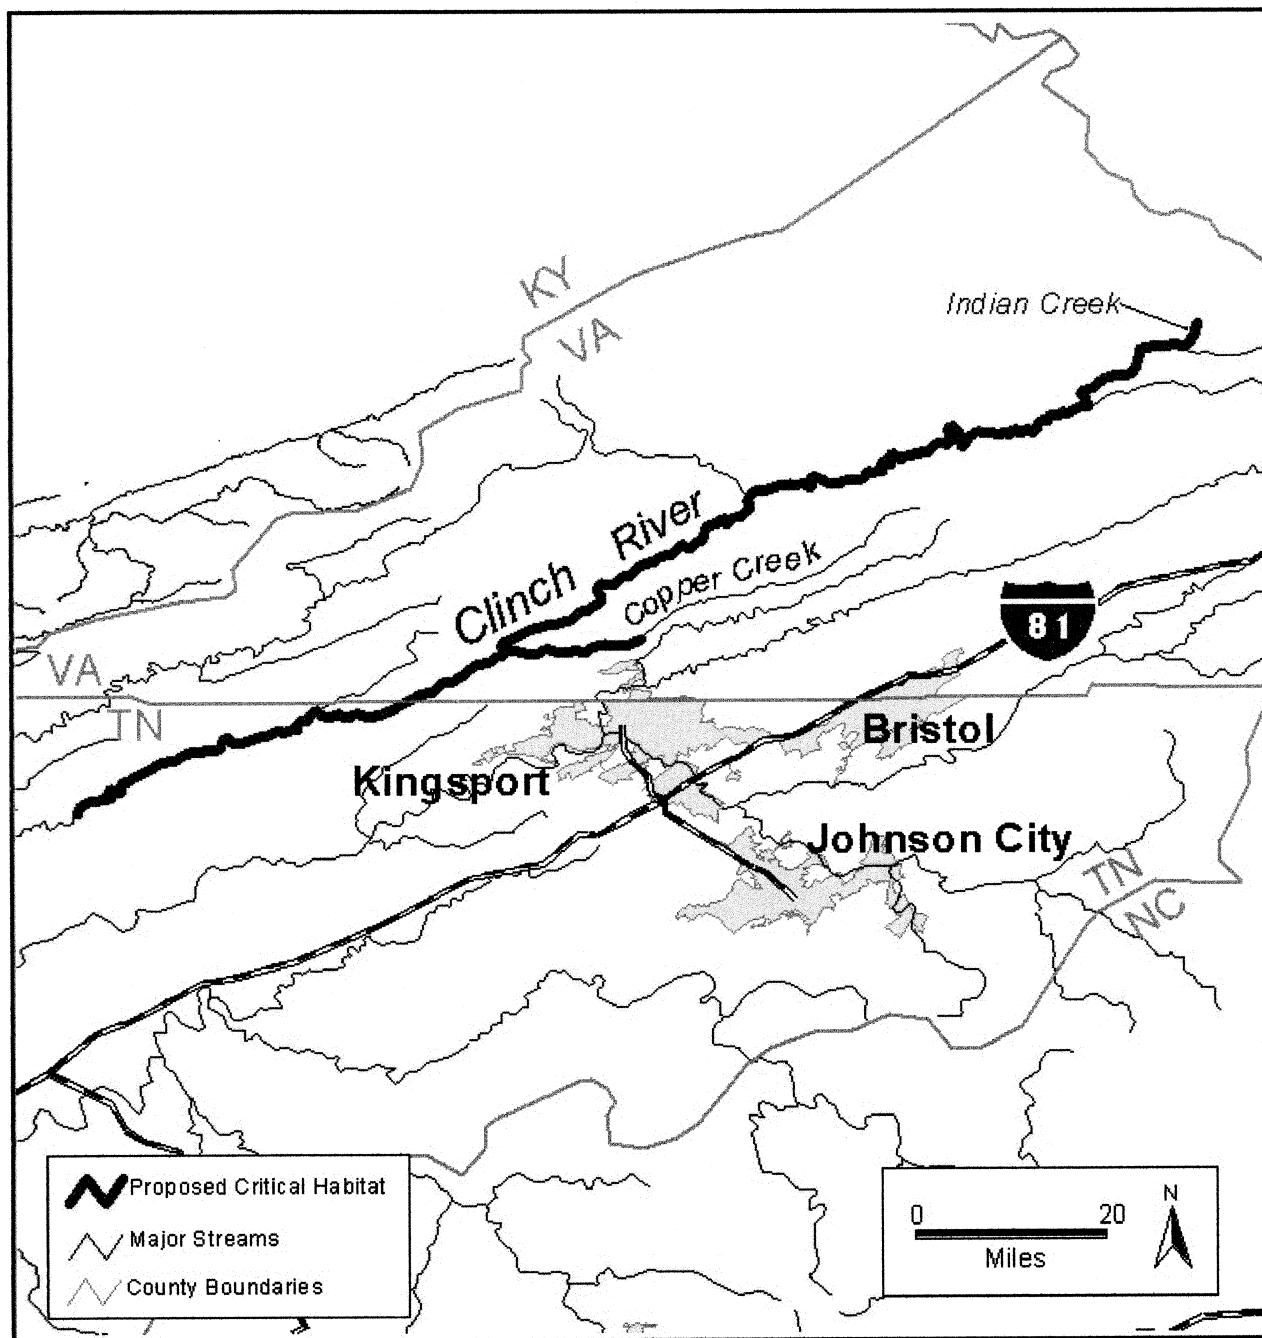 KY
VA
Indian Creek
Clinch River
Copper Creek
81
VA
TN
Bristol
Kingsport
Johnson City
TN
NC
Proposed Critical Habitat
Major Streams
County Boundaries
0 20
Miles
N